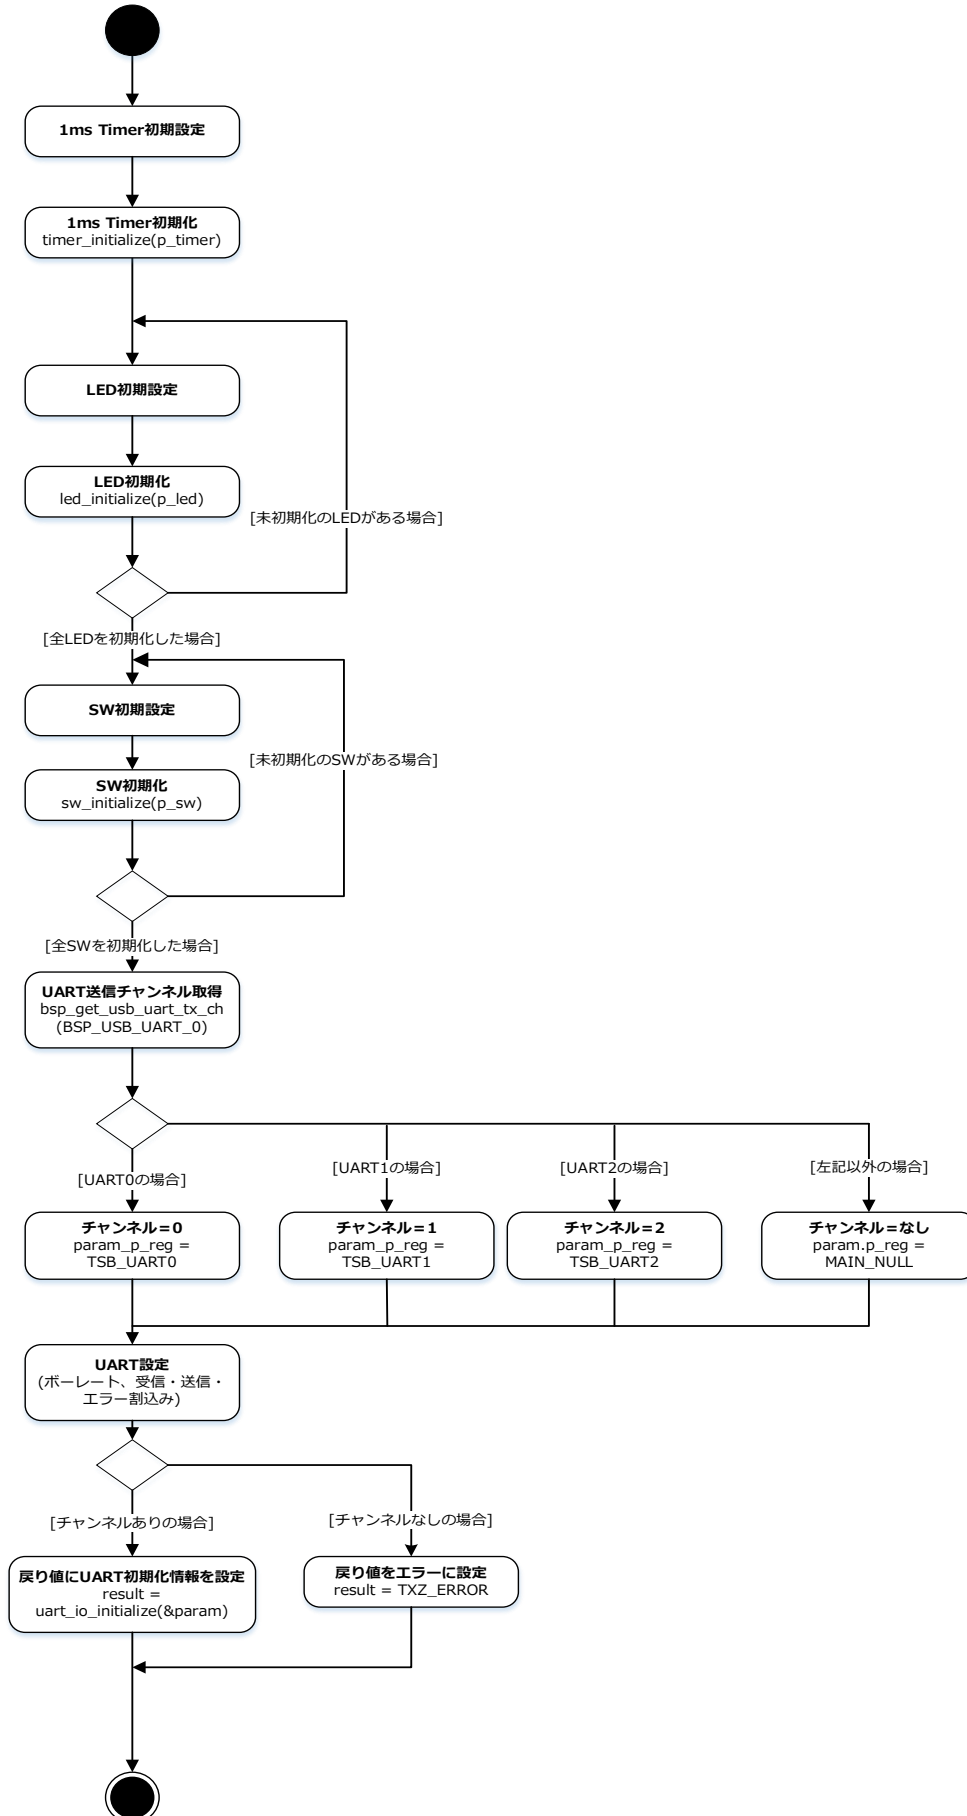 1ms Timer初期設定
1ms Timer初期化
timer_initialize(p_timer)
LED初期設定
LED初期化
led_initialize(p_led)
[未初期化のLEDがある場合]
[全LEDを初期化した場合]
SW初期設定
[未初期化のSWがある場合]
SW初期化
sw_initialize(p_sw)
[全SWを初期化した場合]
UART送信チャンネル取得
bsp_get_usb_uart_tx_ch
(BSP_USB_UART_0)
[UART0の場合]
[UART1の場合]
[UART2の場合]
[左記以外の場合]
チャンネル＝0
param_p_reg =
TSB_UART0
チャンネル＝1
param_p_reg =
TSB_UART1
チャンネル＝2
param_p_reg =
TSB_UART2
チャンネル＝なし
param.p_reg =
MAIN_NULL
UART設定
(ボーレート、受信・送信・
エラー割込み)
[チャンネルありの場合]
[チャンネルなしの場合]
戻り値にUART初期化情報を設定
result =
uart_io_initialize(&param)
戻り値をエラーに設定
result = TXZ_ERROR